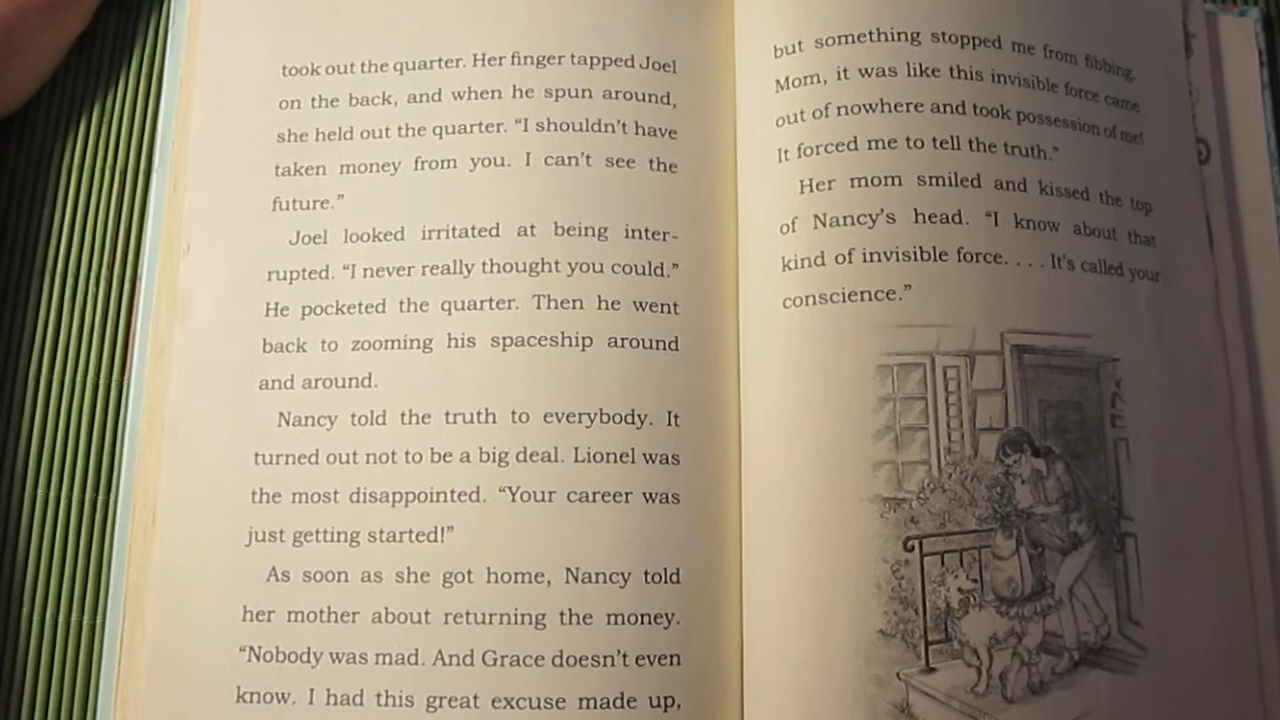 took out the quarter. Her finger tapped Joel
on the back, and when he spun around,
she held out the quarter. “I shouldn’t have
taken money from you. I can’t see the
future.”
Joel looked irritated at being inter-
rupted. “I never really thought you could.”
He pocketed the quarter. Then he went
back to zooming his spaceship around
and around.
Nancy told the truth to everybody. It
turned out not to be a big deal. Lionel was
the most disappointed. “Your career was
just getting started!”
As soon as she got home, Nancy told
her mother about returning the money.
“Nobody was mad. And Grace doesn’t even
know. I had this great excuse made up,
but something stopped me from fibbing.
Mom, it was like this invisible force came
out of nowhere and took possession of me!
It forced me to tell the truth.”
Her mom smiled and kissed the top
of Nancy’s head. “I know about that
kind of invisible force. . . . It’s called your
conscience.”